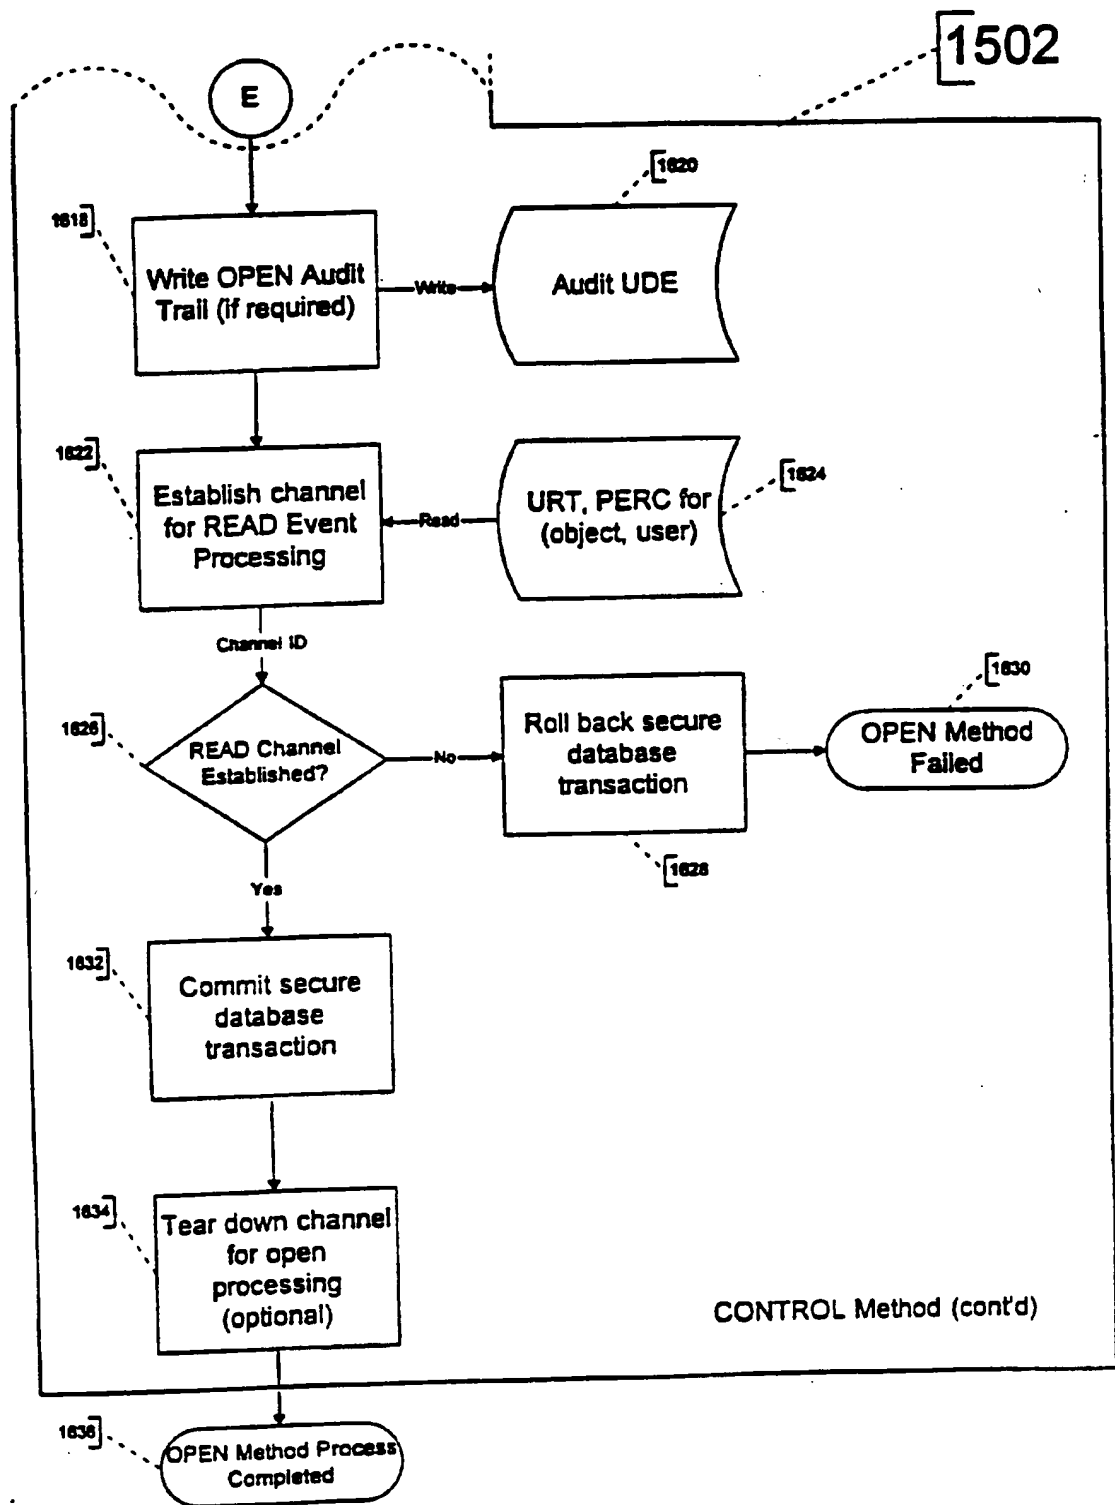 1502
E
1620
1618
Write OPEN Audit
Trail (if required)
Write
Audit UDE
1622
Establish channel
for READ Event
Processing
Read
URT, PERC for
(object, user)
1624
Channel ID
1626
READ Channel
Established?
No
Roll back secure
database
transaction
1628
1630
OPEN Method
Failed
Yes
1632
Commit secure
database
transaction
1634
Tear down channel
for open
processing
(optional)
CONTROL Method (cont'd)
1636
OPEN Method Process
Completed